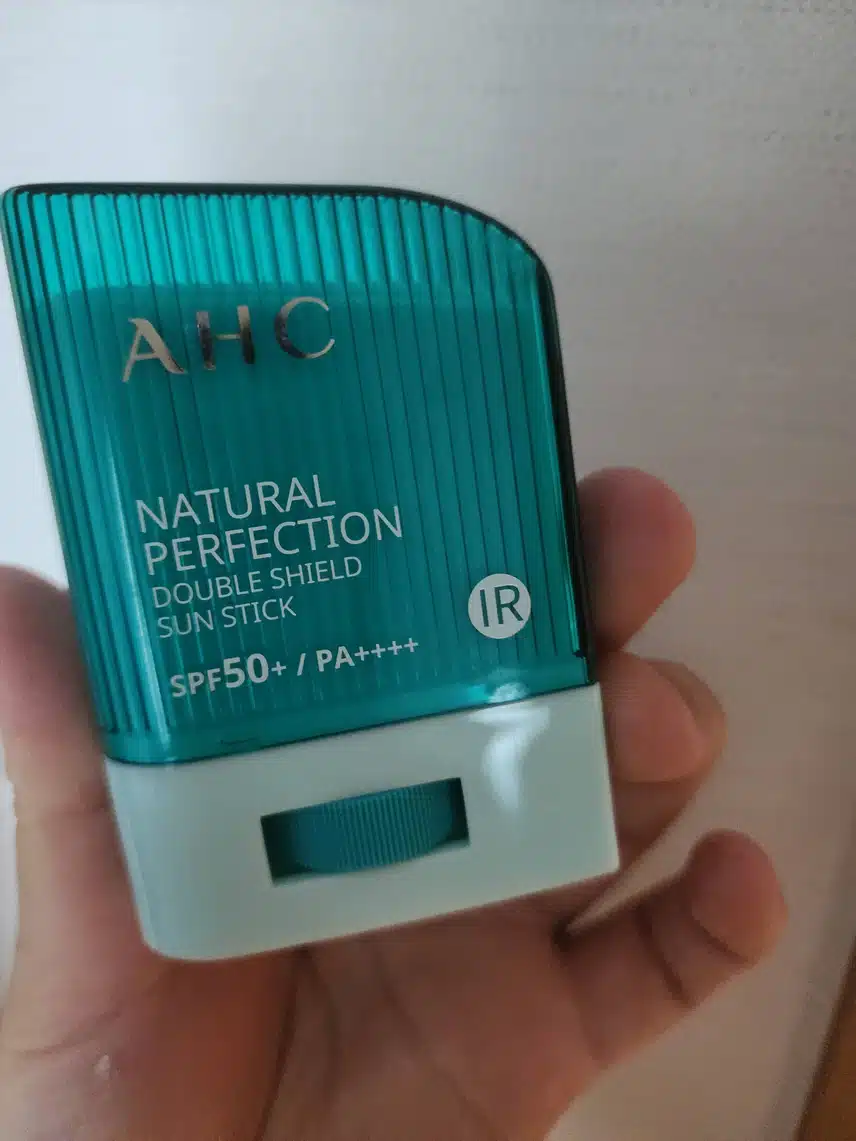 AHC
NATURAL
PERFECTION
DOUBLE SHIELD
SUN STICK
IR
SPF50+ / PA++++